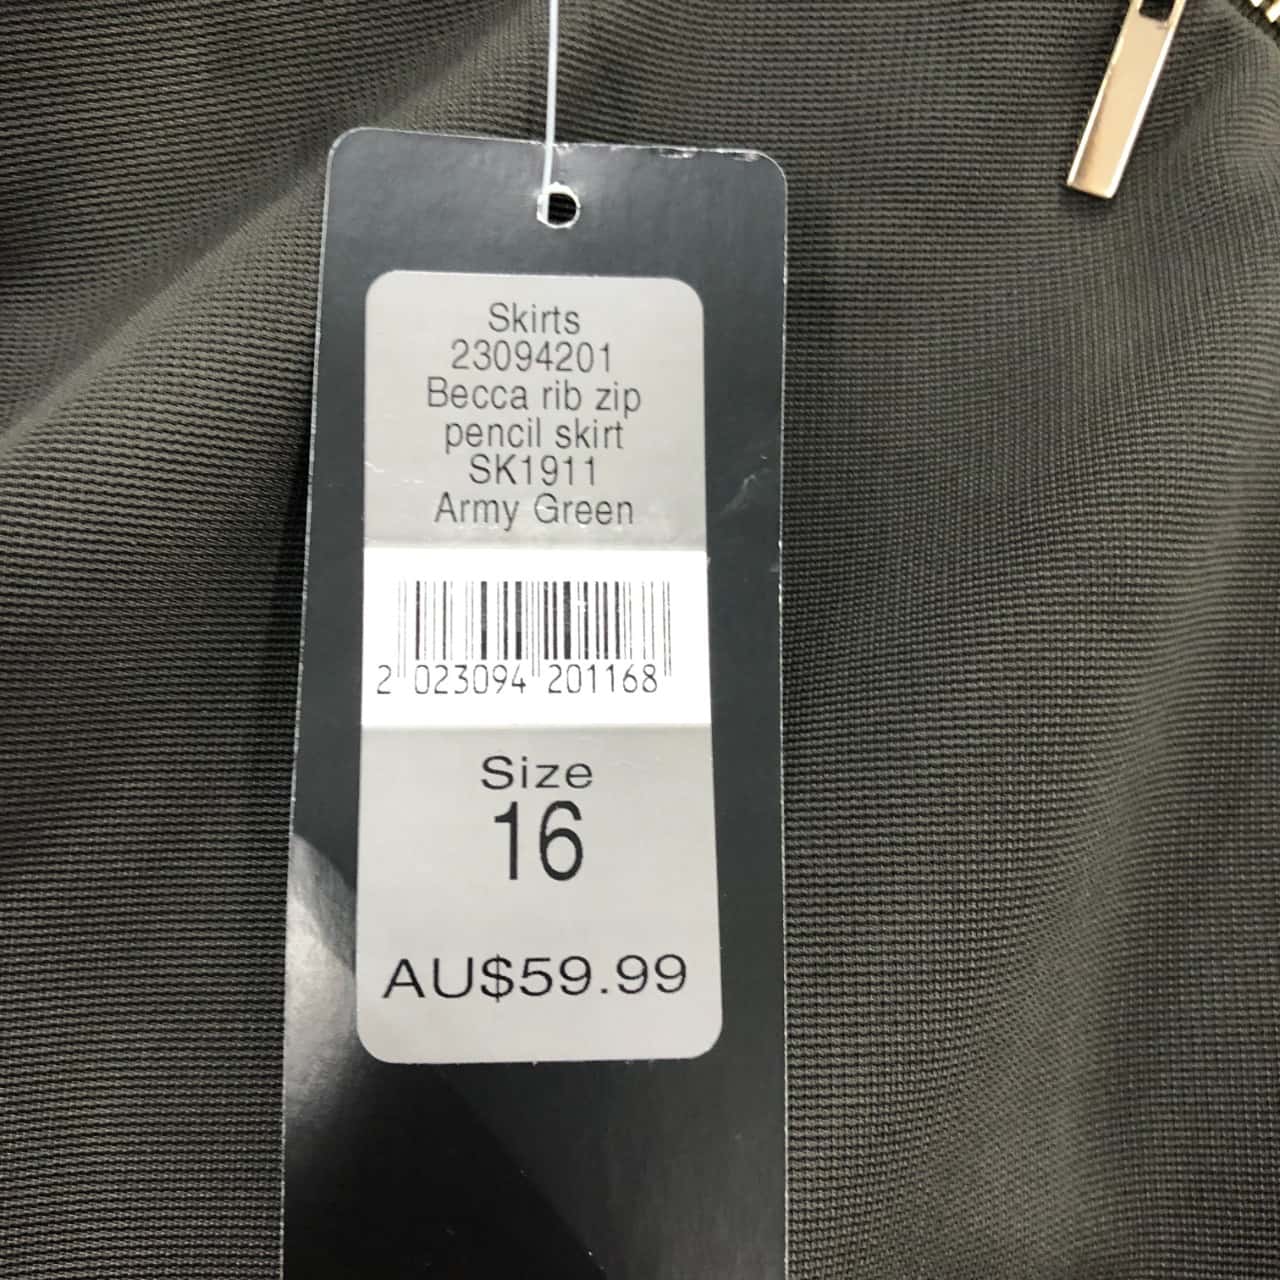 Skirts
23094201
Becca rib zip
pencil skirt
SK1911
Army Green
2 023094 201168
Size
16
AU$59.99